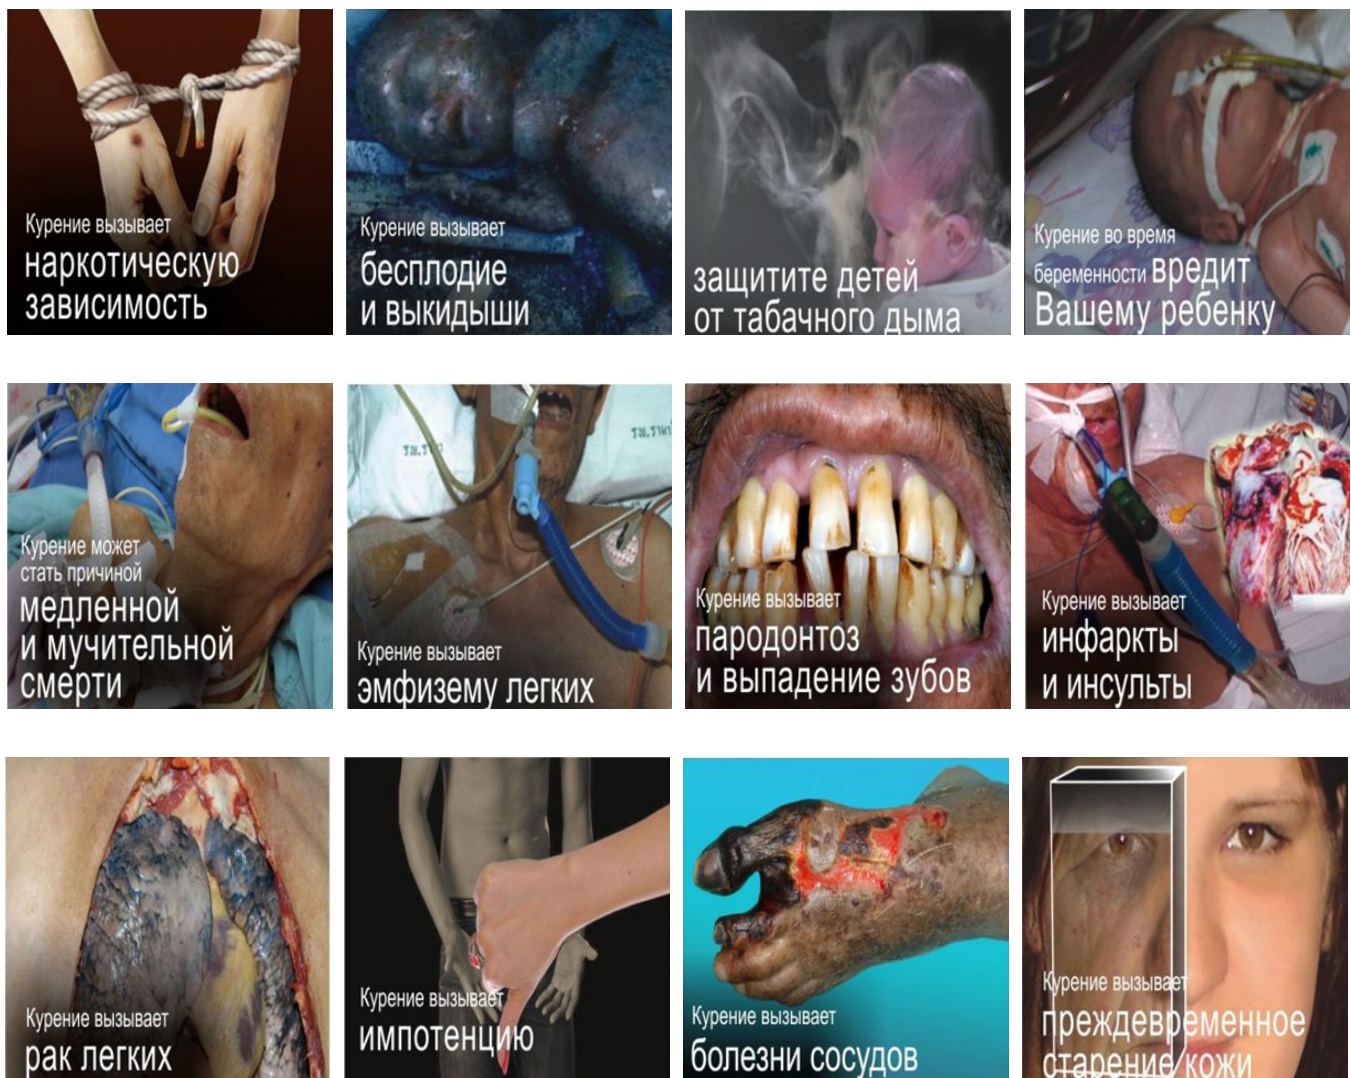 Курение вызывает
наркотическую
зависимость
Курение вызывает
бесплодие
и выкидыши
защитите детей
от табачного дыма
Курение во время
беременности вредит
Вашему ребенку
Курение может
стать причиной
медленной
и мучительной
смерти
Курение вызывает
эмфизему легких
Курение вызывает
пародонтоз
и выпадение зубов
Курение вызывает
инфаркты
и инсульты
Курение вызывает
рак легких
Курение вызывает
импотенцию
Курение вызывает
болезни сосудов
Курение вызывает
преждевременное
старение кожи